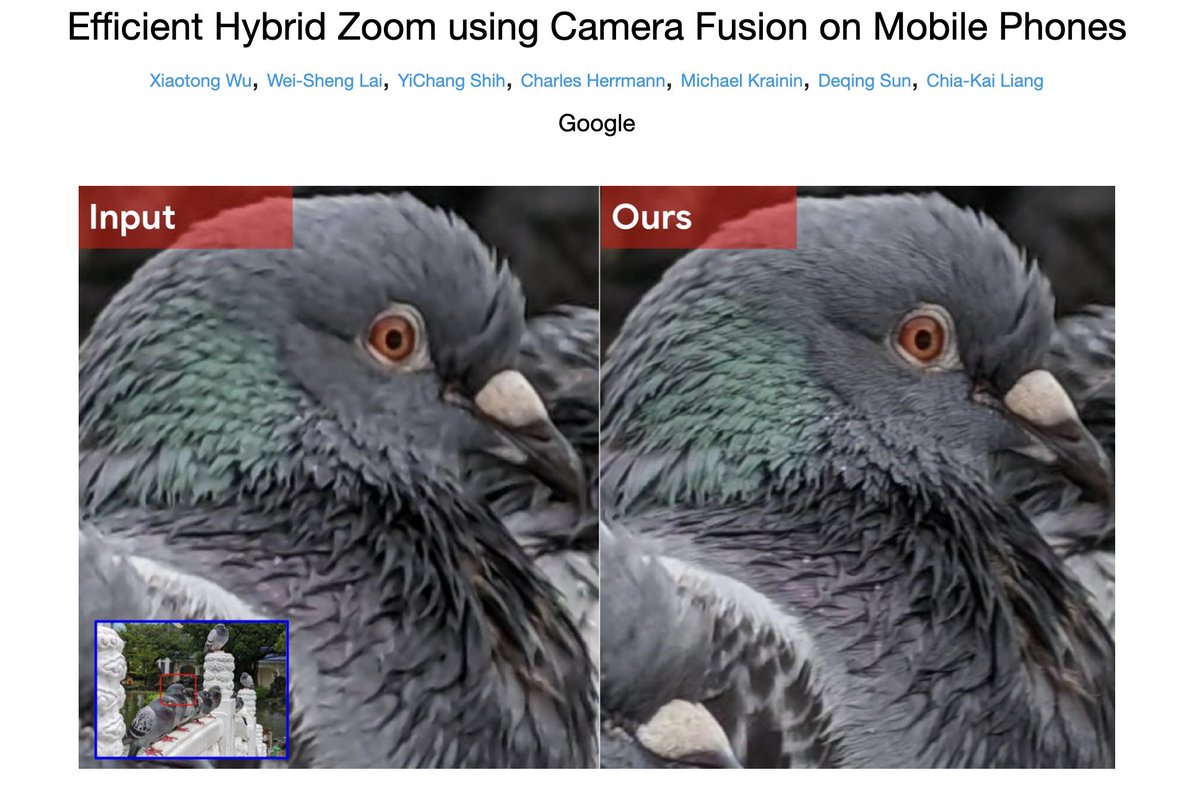 Efficient Hybrid Zoom using Camera Fusion on Mobile Phones
Xiaotong Wu, Wei-Sheng Lai, YiChang Shih, Charles Herrmann, Michael Krainin, Deqing Sun, Chia-Kai Liang
Google
Input
Ours